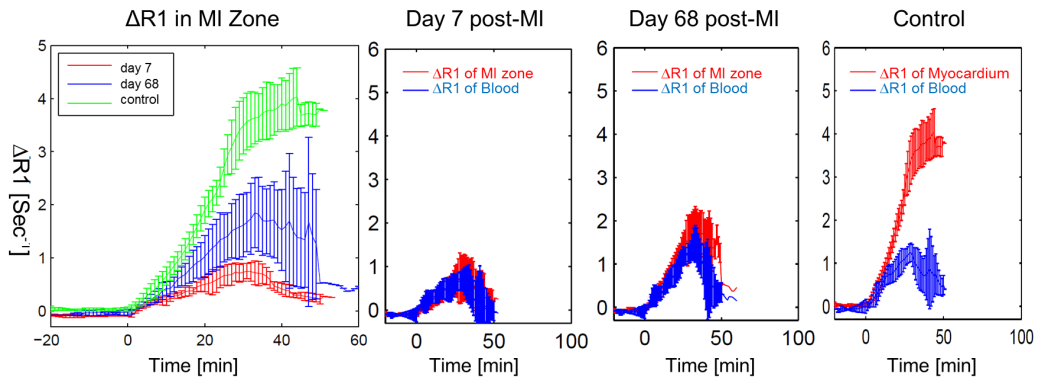 ΔR1 in MI Zone
Day 7 post-MI
Day 68 post-MI
Control
ΔR1 [Sec⁻¹]
5
4
3
2
1
0
day 7
day 68
control
−20
0
20
40
60
Time [min]
6
5
4
3
2
1
0
ΔR1 of MI zone
ΔR1 of Blood
0
50
100
Time [min]
6
5
4
3
2
1
0
ΔR1 of MI zone
ΔR1 of Blood
0
50
100
Time [min]
6
5
4
3
2
1
0
ΔR1 of Myocardium
ΔR1 of Blood
0
50
100
Time [min]